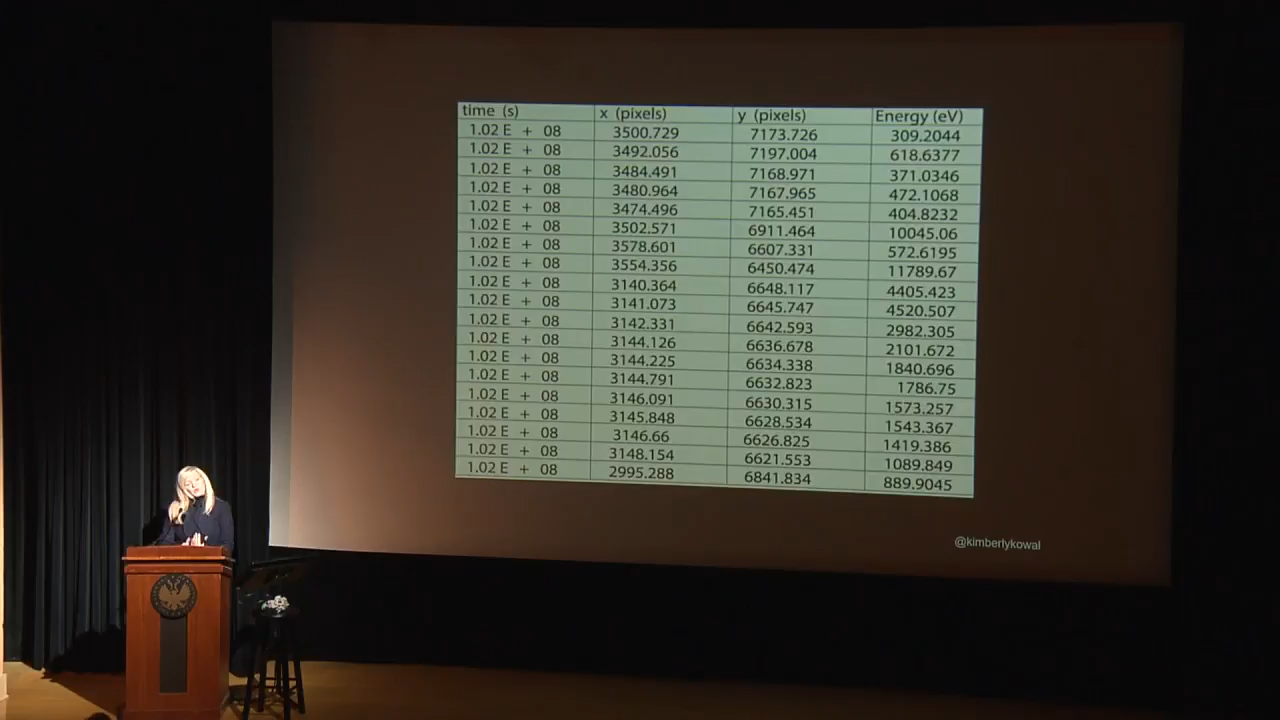 time (s) x (pixels) y (pixels) Energy (eV)
1.02 E + 08 3500.729 7173.726 309.2044
1.02 E + 08 3492.056 7197.004 618.6377
1.02 E + 08 3484.491 7168.971 371.0346
1.02 E + 08 3480.964 7167.965 472.1068
1.02 E + 08 3474.496 7165.451 404.8232
1.02 E + 08 3502.571 6911.464 10045.06
1.02 E + 08 3578.601 6607.331 572.6195
1.02 E + 08 3554.356 6450.474 11789.67
1.02 E + 08 3140.364 6648.117 4405.423
1.02 E + 08 3141.073 6645.747 4520.507
1.02 E + 08 3142.331 6642.593 2982.305
1.02 E + 08 3144.126 6636.678 2101.672
1.02 E + 08 3144.225 6634.338 1840.696
1.02 E + 08 3144.791 6632.823 1786.75
1.02 E + 08 3146.091 6630.315 1573.257
1.02 E + 08 3145.848 6628.534 1543.367
1.02 E + 08 3146.66 6626.825 1419.386
1.02 E + 08 3148.154 6621.553 1089.849
1.02 E + 08 2995.288 6841.834 889.9045
@kimberlykowal